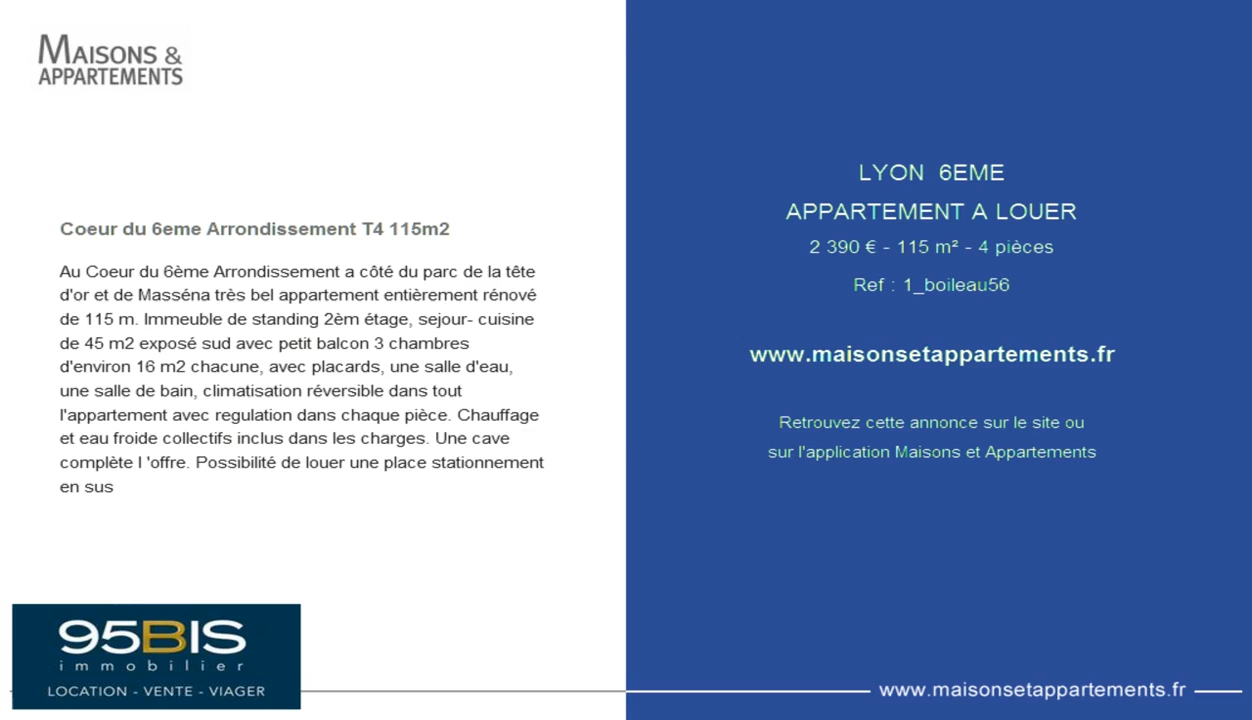 MAISONS &
APPARTEMENTS
Coeur du 6eme Arrondissement T4 115m2
Au Coeur du 6ème Arrondissement a côté du parc de la tête
d'or et de Masséna très bel appartement entièrement rénové
de 115 m. Immeuble de standing 2èm étage, sejour- cuisine
de 45 m2 exposé sud avec petit balcon 3 chambres
d'environ 16 m2 chacune, avec placards, une salle d'eau,
une salle de bain, climatisation réversible dans tout
l'appartement avec regulation dans chaque pièce. Chauffage
et eau froide collectifs inclus dans les charges. Une cave
complète l 'offre. Possibilité de louer une place stationnement
en sus
95BIS
immobilier
LOCATION - VENTE - VIAGER
LYON 6EME
APPARTEMENT A LOUER
2 390 € - 115 m² - 4 pièces
Ref : 1_boileau56
www.maisonsetappartements.fr
Retrouvez cette annonce sur le site ou
sur l'application Maisons et Appartements
www.maisonsetappartements.fr